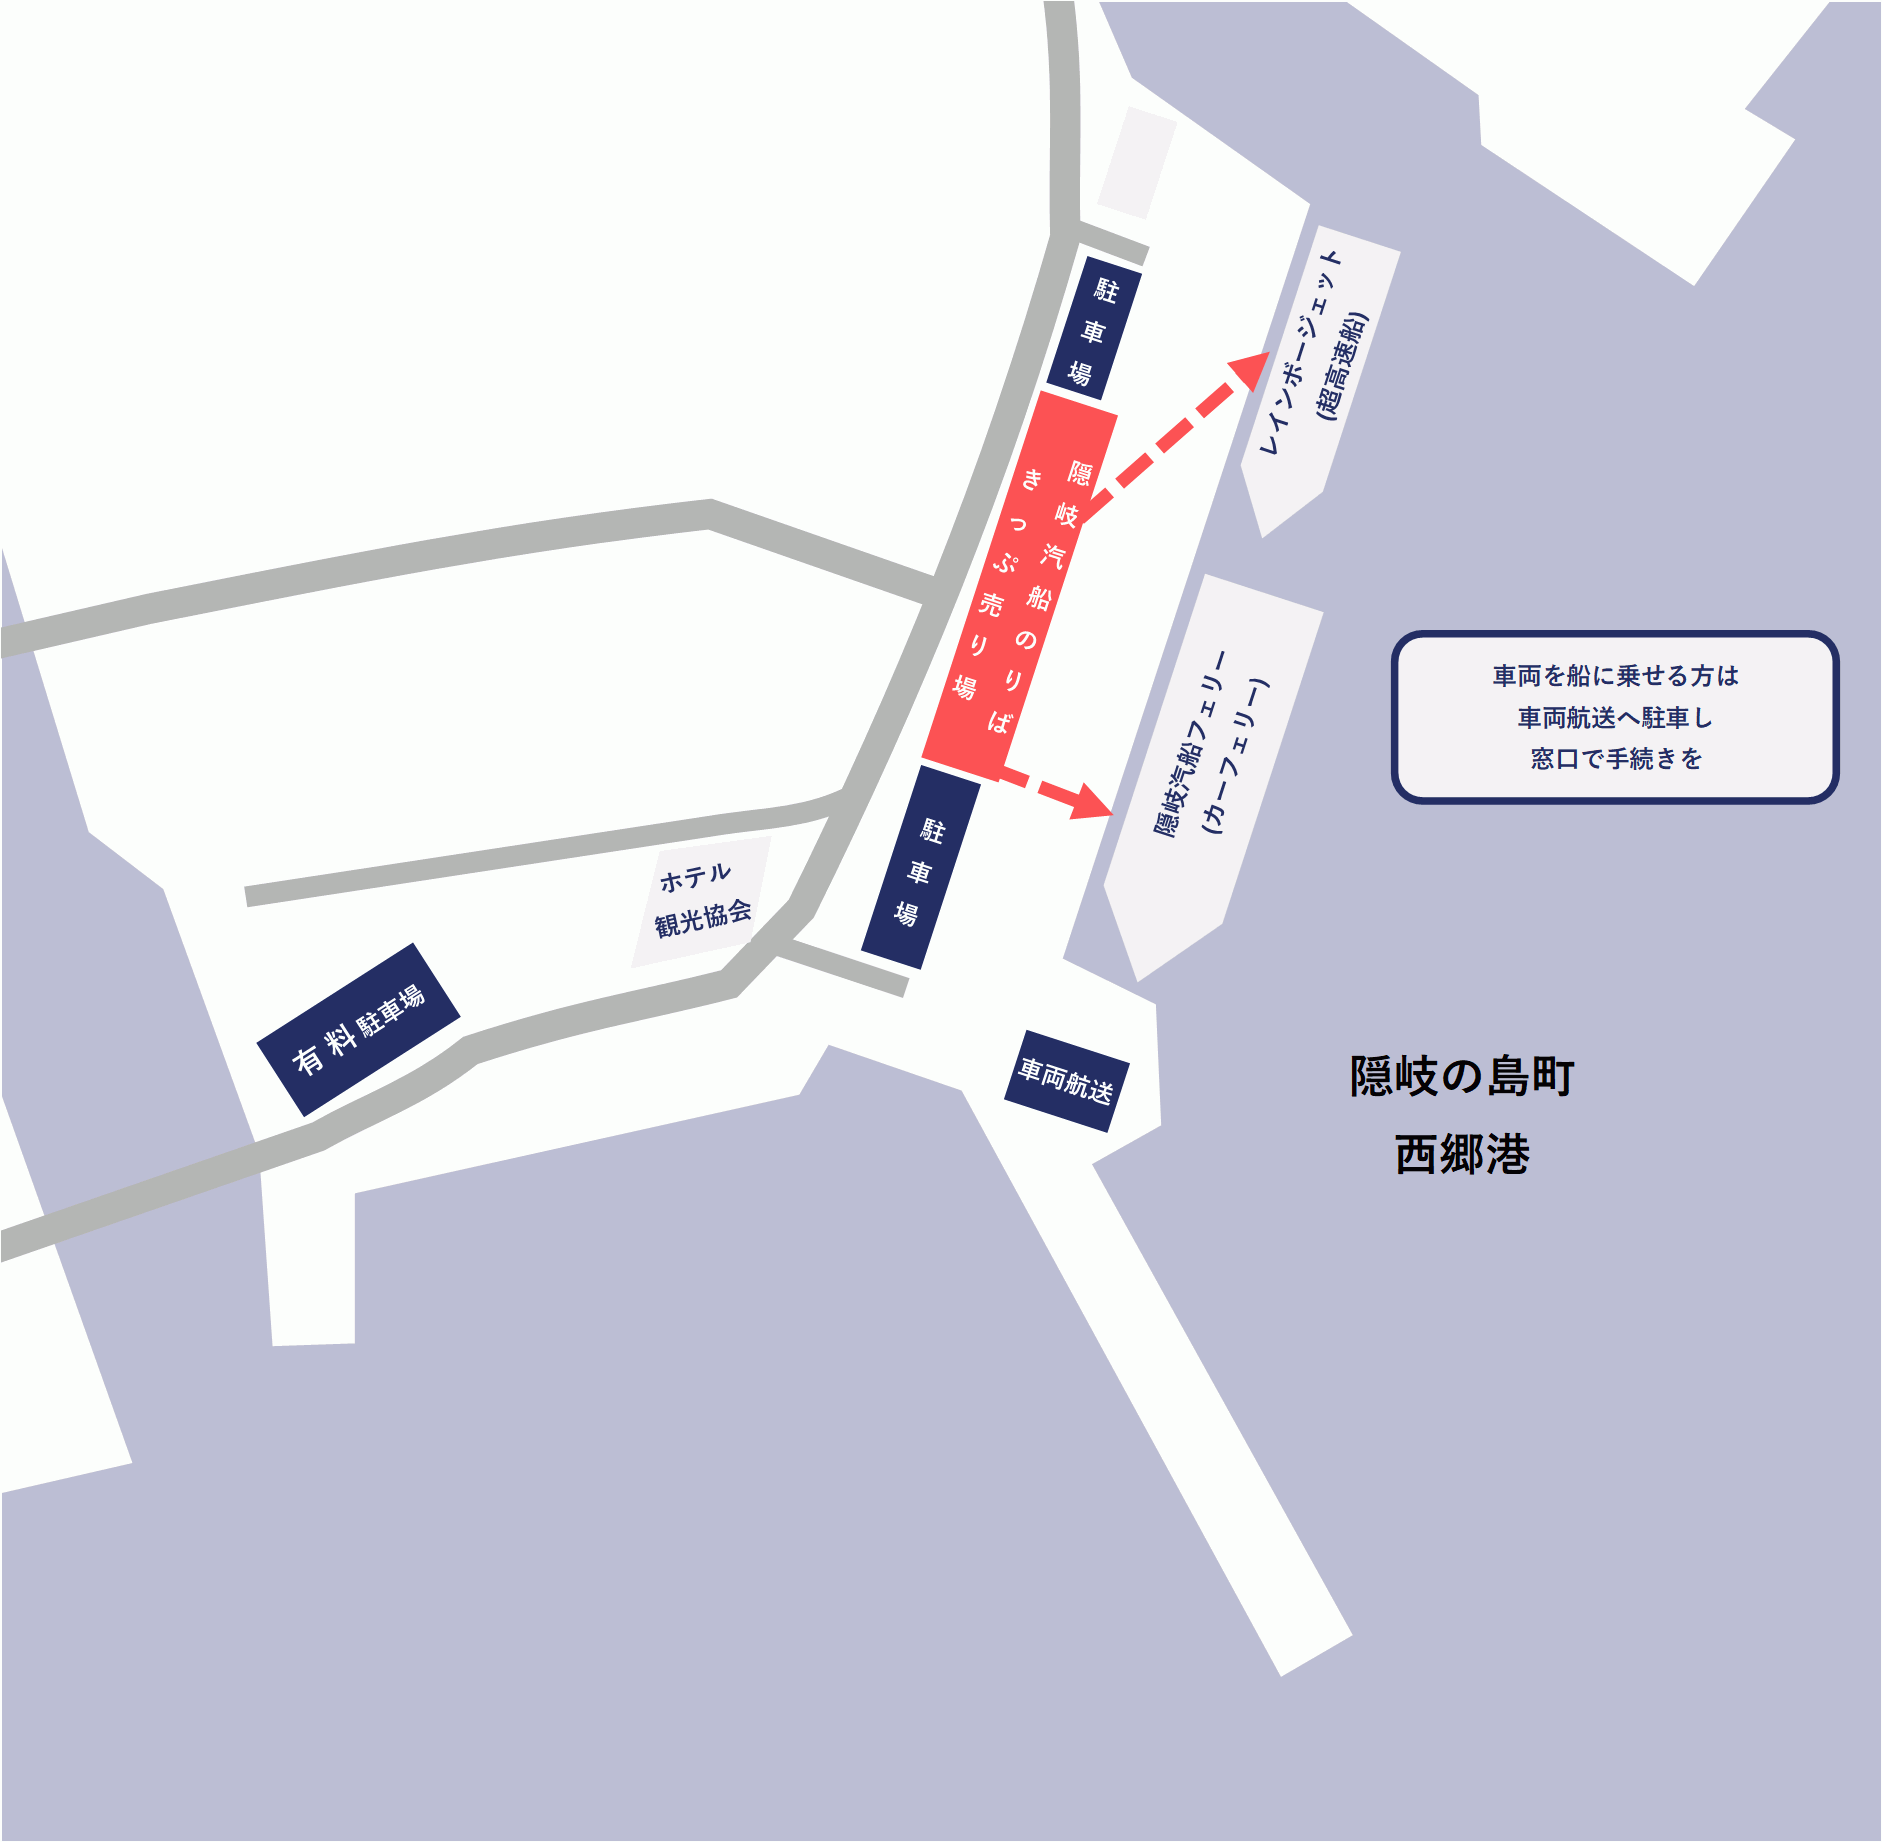 駐車場
レインボージェット
(超高速船)
隠岐汽船のりば
きっぷ売り場
隠岐汽船フェリー
(カーフェリー)
車両を船に乗せる方は
車両航送へ駐車し
窓口で手続きを
駐車場
ホテル
観光協会
有料駐車場
車両航送
隠岐の島町
西郷港